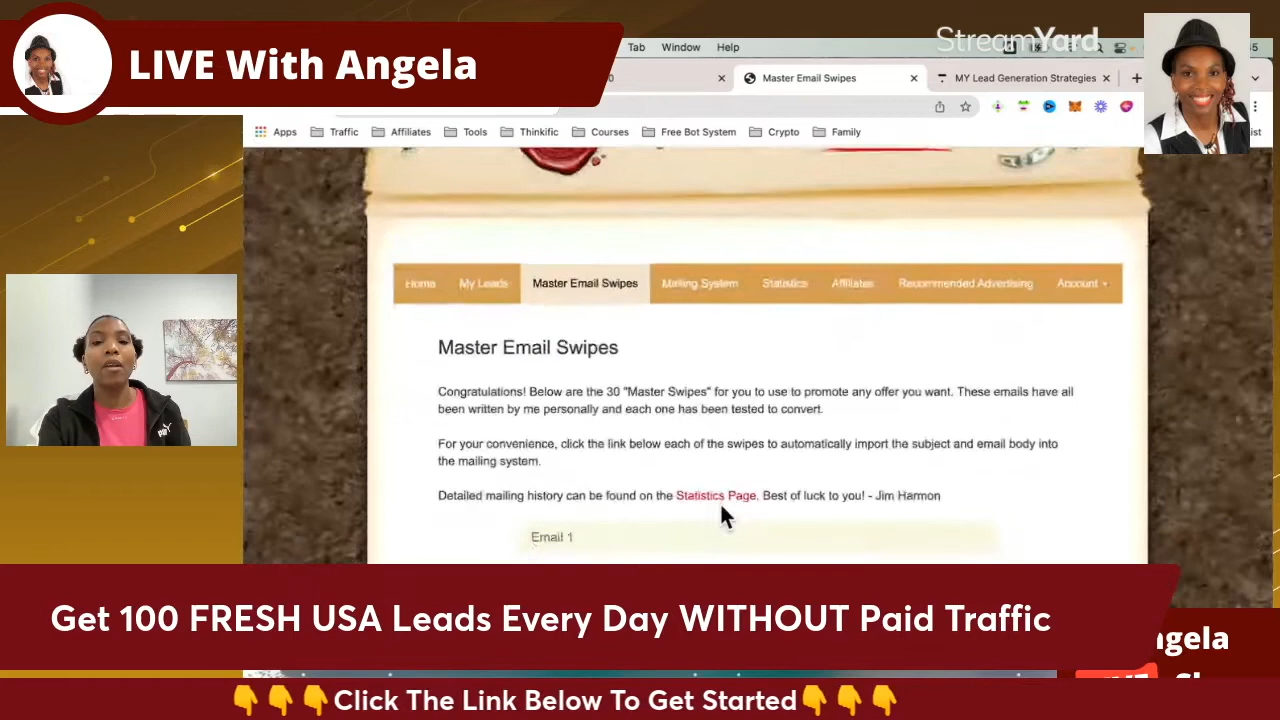 LIVE With Angela
StreamYard
Tab Window Help
Master Email Swipes
MY Lead Generation Strategies
Apps Traffic Affiliates Tools Thinkific Courses Free Bot System Crypto Family
Home My Leads Master Email Swipes Mailing System Statistics Affiliates Recommended Advertising Account
Master Email Swipes
Congratulations! Below are the 30 "Master Swipes" for you to use to promote any offer you want. These emails have all
been written by me personally and each one has been tested to convert.
For your convenience, click the link below each of the swipes to automatically import the subject and email body into
the mailing system.
Detailed mailing history can be found on the Statistics Page. Best of luck to you! - Jim Harmon
Email 1
Get 100 FRESH USA Leads Every Day WITHOUT Paid Traffic
👇👇👇Click The Link Below To Get Started👇👇👇